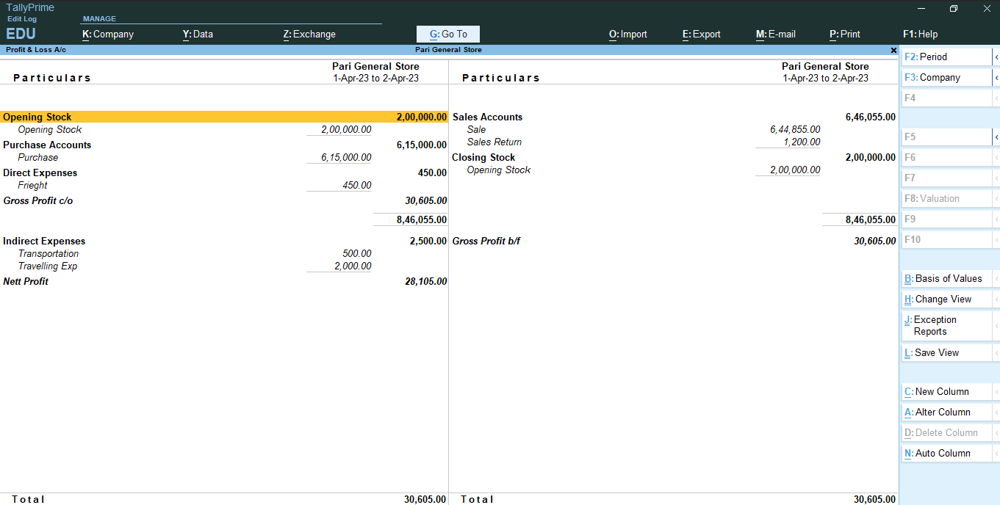 TallyPrime
Edit Log
MANAGE
EDU
K: Company
Y: Data
Z: Exchange
G: Go To
O: Import
E: Export
M: E-mail
P: Print
F1: Help
Profit & Loss A/c
Pari General Store
Particulars
Pari General Store
1-Apr-23 to 2-Apr-23
Opening Stock 2,00,000.00
Opening Stock 2,00,000.00
Purchase Accounts 6,15,000.00
Purchase 6,15,000.00
Direct Expenses 450.00
Frieght 450.00
Gross Profit c/o 30,605.00
8,46,055.00
Indirect Expenses 2,500.00
Transportation 500.00
Travelling Exp 2,000.00
Nett Profit 28,105.00
Total 30,605.00
Particulars
Pari General Store
1-Apr-23 to 2-Apr-23
Sales Accounts 6,46,055.00
Sale 6,44,855.00
Sales Return 1,200.00
Closing Stock 2,00,000.00
Opening Stock 2,00,000.00
8,46,055.00
Gross Profit b/f 30,605.00
Total 30,605.00
F2: Period
F3: Company
F4
F5
F6
F7
F8: Valuation
F9
F10
B: Basis of Values
H: Change View
J: Exception
Reports
L: Save View
C: New Column
A: Alter Column
D: Delete Column
N: Auto Column